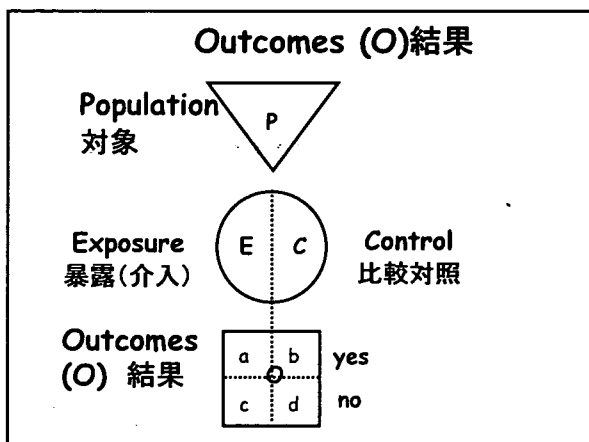 Outcomes (O)結果
Population
対象
P
Exposure
暴露(介入)
E
C
Control
比較対照
Outcomes
(O) 結果
a
b
yes
O
c
d
no